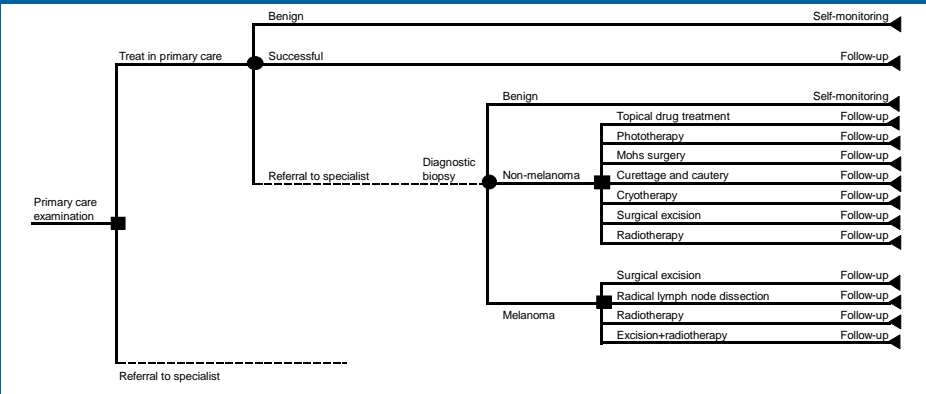 Benign Self-monitoring
Treat in primary care Successful Follow-up
Benign Self-monitoring
Topical drug treatment Follow-up
Phototherapy Follow-up
Mohs surgery Follow-up
Diagnostic
Referral to specialist biopsy Non-melanoma Curettage and cautery Follow-up
Cryotherapy Follow-up
Primary care
examination Surgical excision Follow-up
Radiotherapy Follow-up
Surgical excision Follow-up
Radical lymph node dissection Follow-up
Melanoma Radiotherapy Follow-up
Excision+radiotherapy Follow-up
Referral to specialist